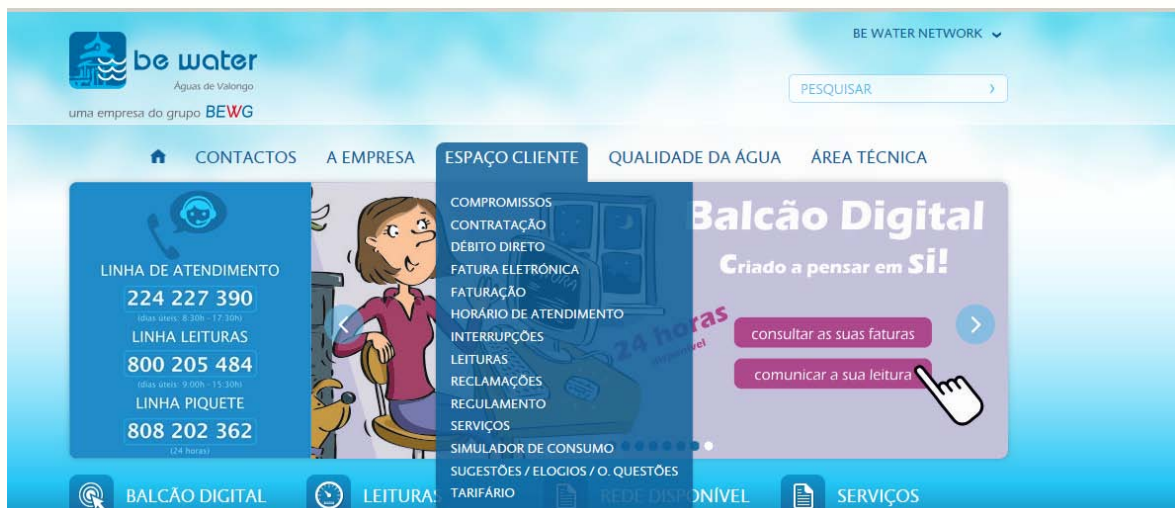 be water
Águas de Valongo
uma empresa do grupo BEWG
BE WATER NETWORK
PESQUISAR
CONTACTOS
A EMPRESA
ESPAÇO CLIENTE
QUALIDADE DA ÁGUA
ÁREA TÉCNICA
LINHA DE ATENDIMENTO
224 227 390
(dias úteis: 8:30h - 17:30h)
LINHA LEITURAS
800 205 484
(dias úteis: 9:00h - 15:30h)
LINHA PIQUETE
808 202 362
(24 horas)
COMPROMISSOS
CONTRATAÇÃO
DÉBITO DIRETO
FATURA ELETRÓNICA
FATURAÇÃO
HORÁRIO DE ATENDIMENTO
INTERRUPÇÕES
LEITURAS
RECLAMAÇÕES
REGULAMENTO
SERVIÇOS
SIMULADOR DE CONSUMO
SUGESTÕES / ELOGIOS / O. QUESTÕES
TARIFÁRIO
Balcão Digital
Criado a pensar em si!
24 horas
consultar as suas faturas
comunicar a sua leitura
BALCÃO DIGITAL
LEITURAS
REDE DISPONÍVEL
SERVIÇOS